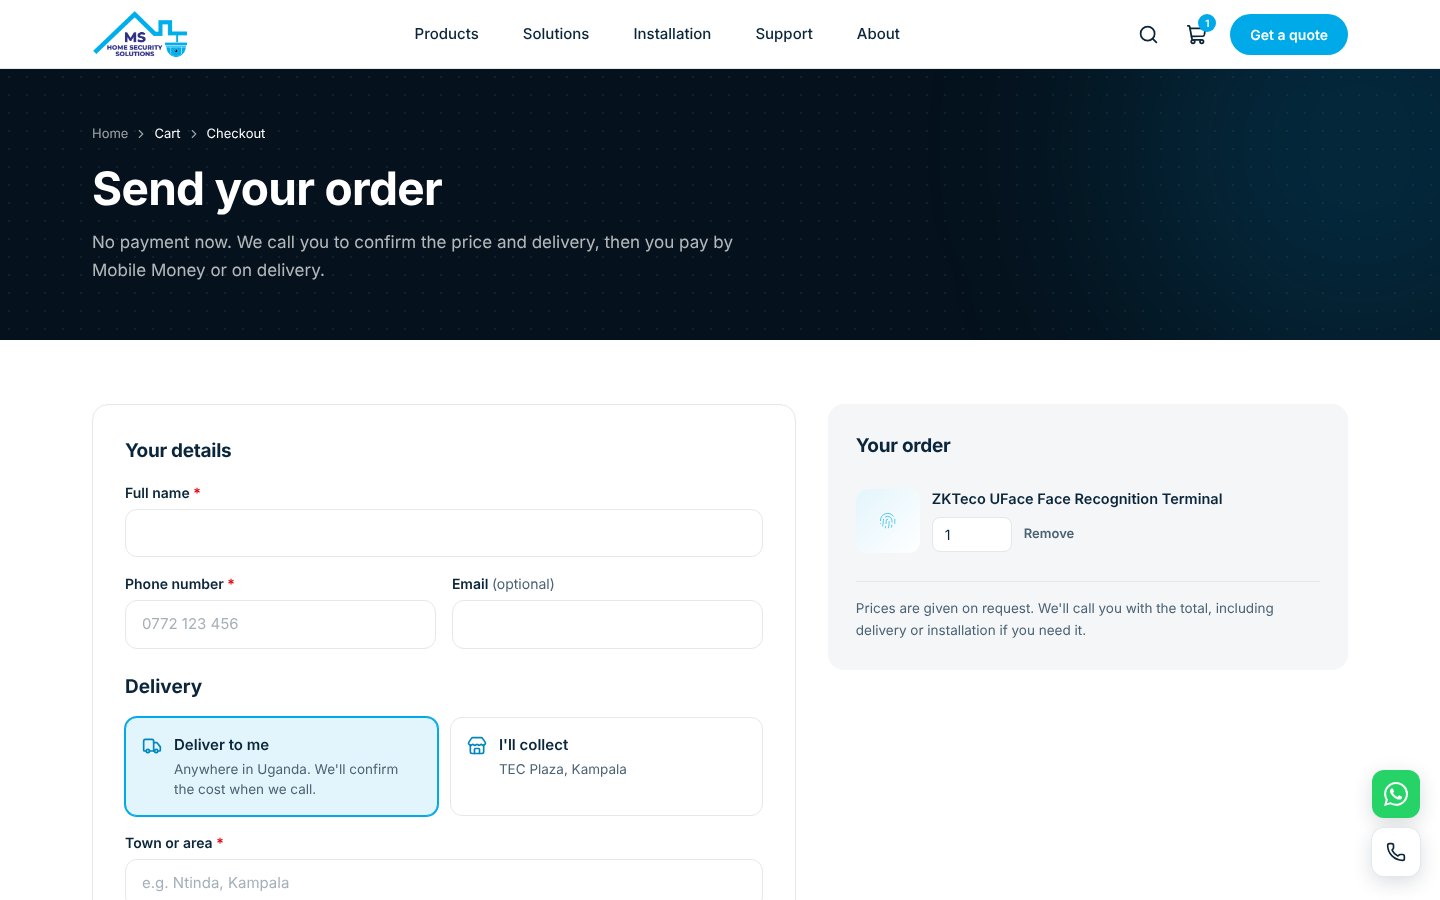 MS
HOME SECURITY
SOLUTIONS
Products
Solutions
Installation
Support
About
1
Get a quote
Home
Cart
Checkout
Send your order
No payment now. We call you to confirm the price and delivery, then you pay by
Mobile Money or on delivery.
Your details
Full name *
Phone number *
Email (optional)
0772 123 456
Delivery
Deliver to me
Anywhere in Uganda. We'll confirm
the cost when we call.
I'll collect
TEC Plaza, Kampala
Town or area *
e.g. Ntinda, Kampala
Your order
ZKTeco UFace Face Recognition Terminal
1
Remove
Prices are given on request. We'll call you with the total, including
delivery or installation if you need it.